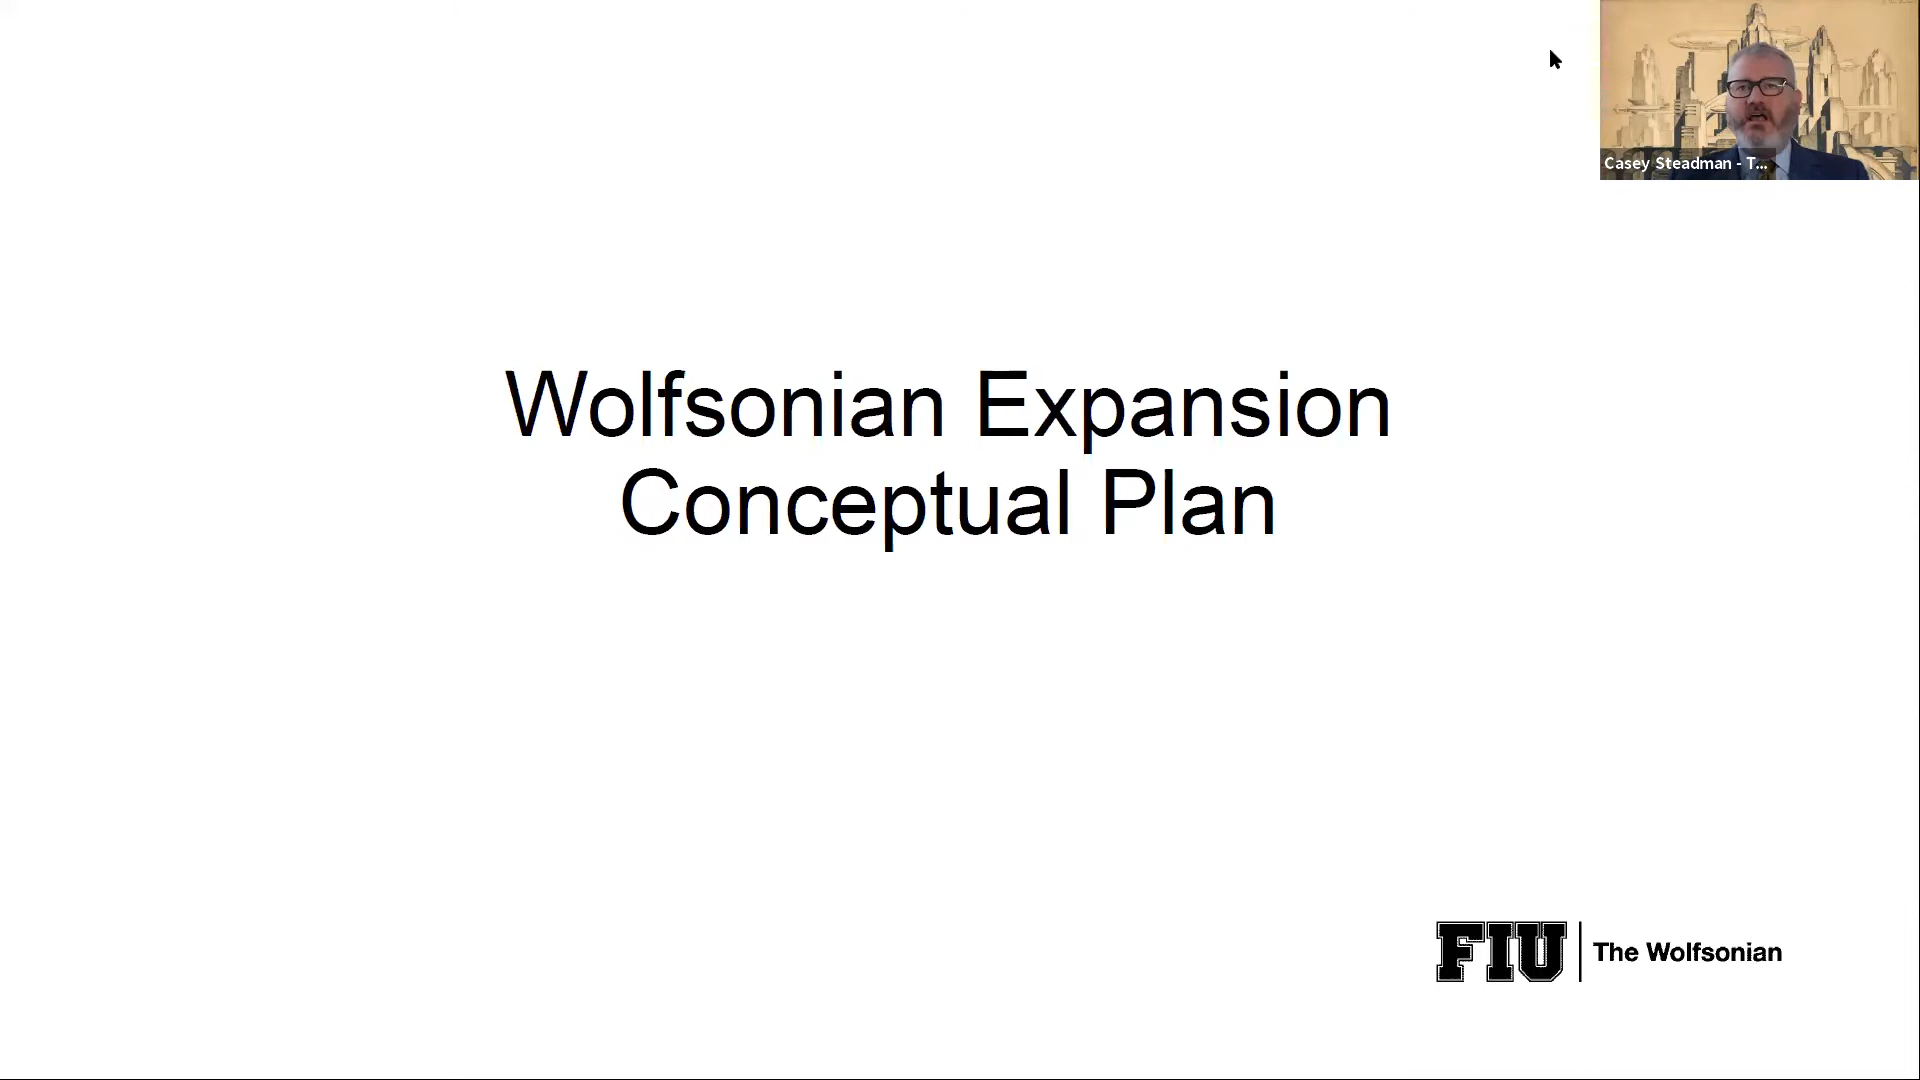 Casey Steadman - T...
Wolfsonian Expansion
Conceptual Plan
FIU The Wolfsonian